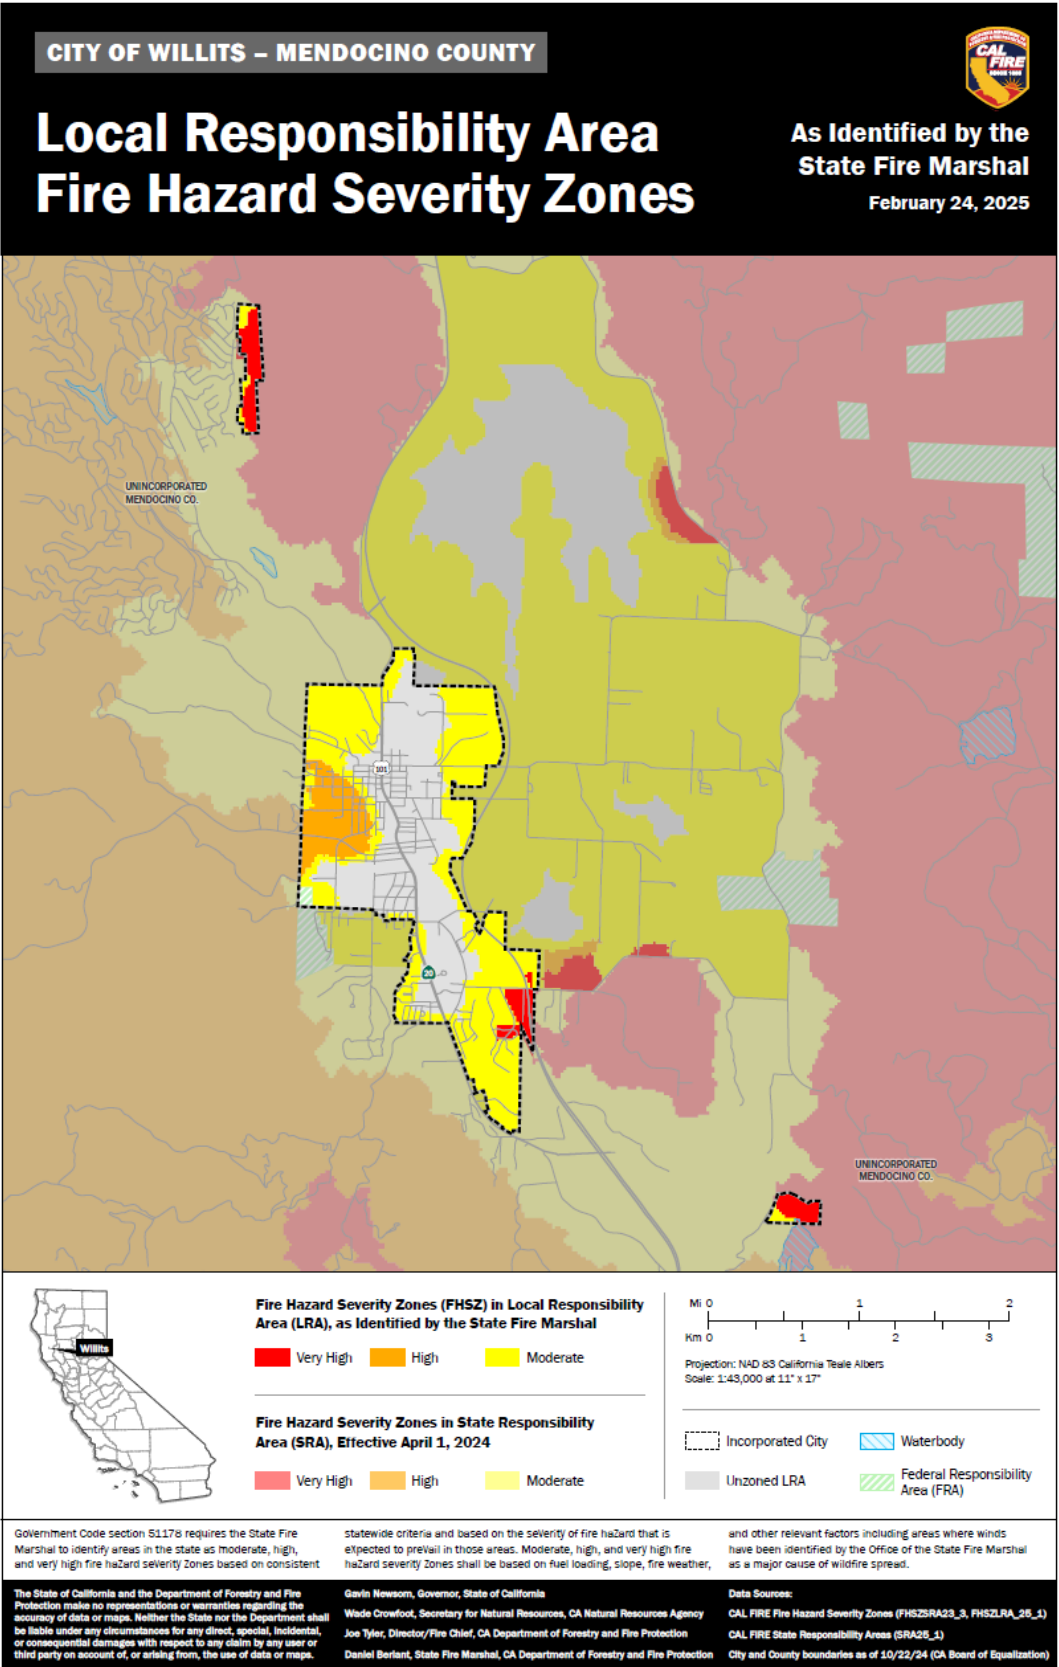 CITY OF WILLITS – MENDOCINO COUNTY
Local Responsibility Area
Fire Hazard Severity Zones
CAL
FIRE
SINCE 1885
As Identified by the
State Fire Marshal
February 24, 2025
UNINCORPORATED
MENDOCINO CO.
101
20
UNINCORPORATED
MENDOCINO CO.
Willits
Fire Hazard Severity Zones (FHSZ) in Local Responsibility
Area (LRA), as Identified by the State Fire Marshal
Very High High Moderate
Fire Hazard Severity Zones in State Responsibility
Area (SRA), Effective April 1, 2024
Very High High Moderate
Mi 0 1 2
Km 0 1 2 3
Projection: NAD 83 California Teale Albers
Scale: 1:43,000 at 11" x 17"
Incorporated City Waterbody
Unzoned LRA Federal Responsibility
Area (FRA)
Government Code section 51178 requires the State Fire
Marshal to identify areas in the state as moderate, high,
and very high fire hazard severity zones based on consistent
statewide criteria and based on the severity of fire hazard that is
expected to prevail in those areas. Moderate, high, and very high fire
hazard severity zones shall be based on fuel loading, slope, fire weather,
and other relevant factors including areas where winds
have been identified by the Office of the State Fire Marshal
as a major cause of wildfire spread.
The State of California and the Department of Forestry and Fire
Protection make no representations or warranties regarding the
accuracy of data or maps. Neither the State nor the Department shall
be liable under any circumstances for any direct, special, incidental,
or consequential damages with respect to any claim by any user or
third party on account of, or arising from, the use of data or maps.
Gavin Newsom, Governor, State of California
Wade Crowfoot, Secretary for Natural Resources, CA Natural Resources Agency
Joe Tyler, Director/Fire Chief, CA Department of Forestry and Fire Protection
Daniel Berlant, State Fire Marshal, CA Department of Forestry and Fire Protection
Data Sources:
CAL FIRE Fire Hazard Severity Zones (FHSZSRA23_3, FHSZLRA_25_1)
CAL FIRE State Responsibility Areas (SRA25_1)
City and County boundaries as of 10/22/24 (CA Board of Equalization)